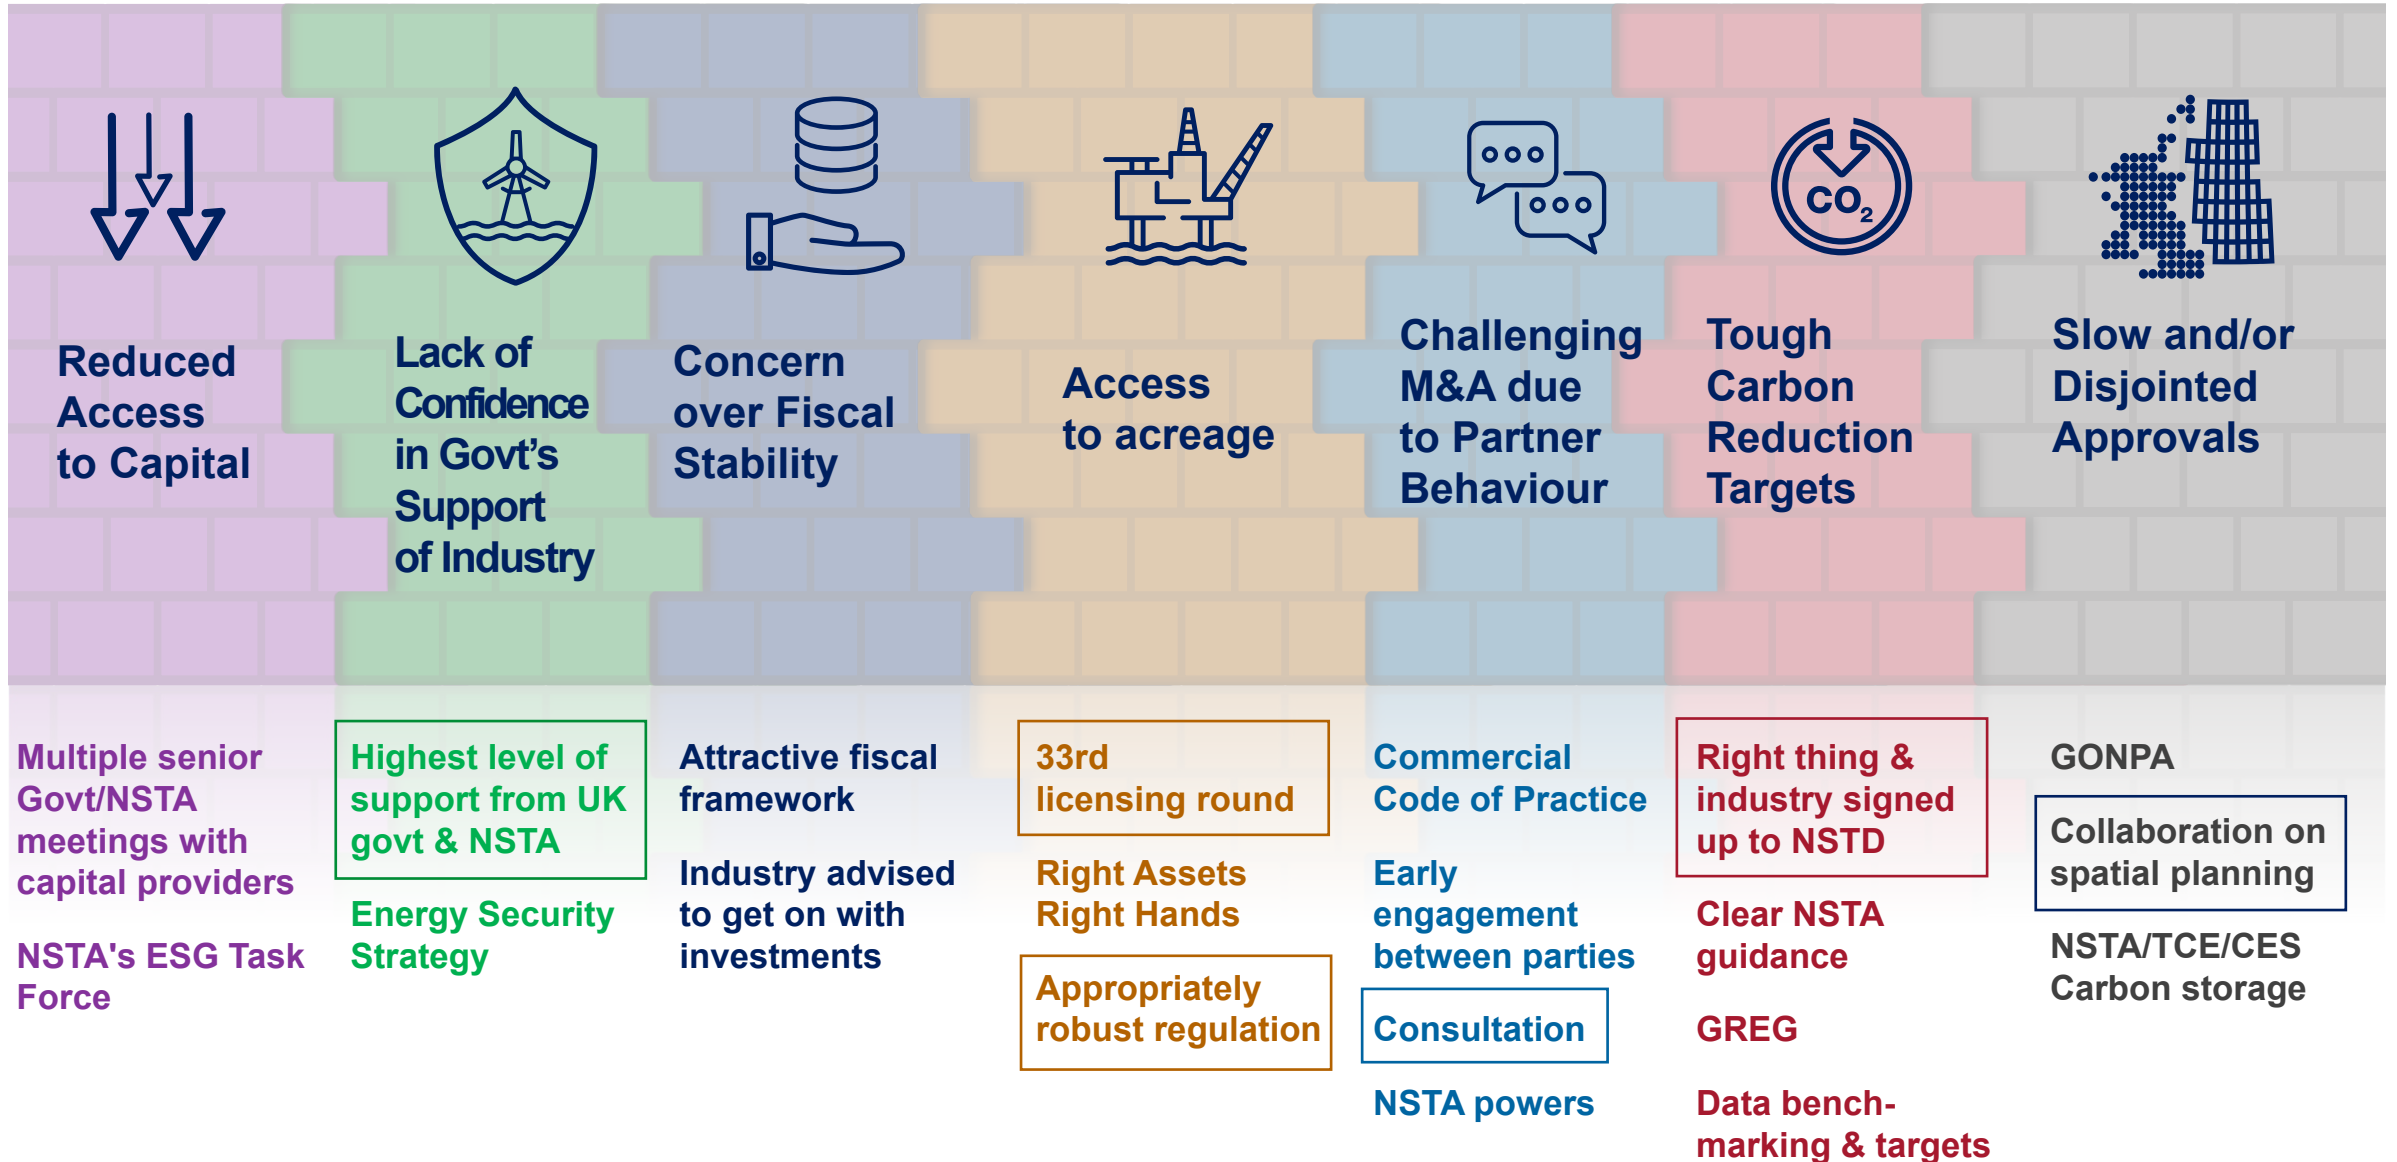 Reduced
Access
to Capital
Lack of
Confidence
in Govt's
Support
of Industry
Concern
over Fiscal
Stability
Access
to acreage
Challenging
M&A due
to Partner
Behaviour
CO₂
Tough
Carbon
Reduction
Targets
Slow and/or
Disjointed
Approvals
Multiple senior
Govt/NSTA
meetings with
capital providers
NSTA's ESG Task
Force
Highest level of
support from UK
govt & NSTA
Energy Security
Strategy
Attractive fiscal
framework
Industry advised
to get on with
investments
33rd
licensing round
Right Assets
Right Hands
Appropriately
robust regulation
Commercial
Code of Practice
Early
engagement
between parties
Consultation
NSTA powers
Right thing &
industry signed
up to NSTD
Clear NSTA
guidance
GREG
Data bench-
marking & targets
GONPA
Collaboration on
spatial planning
NSTA/TCE/CES
Carbon storage